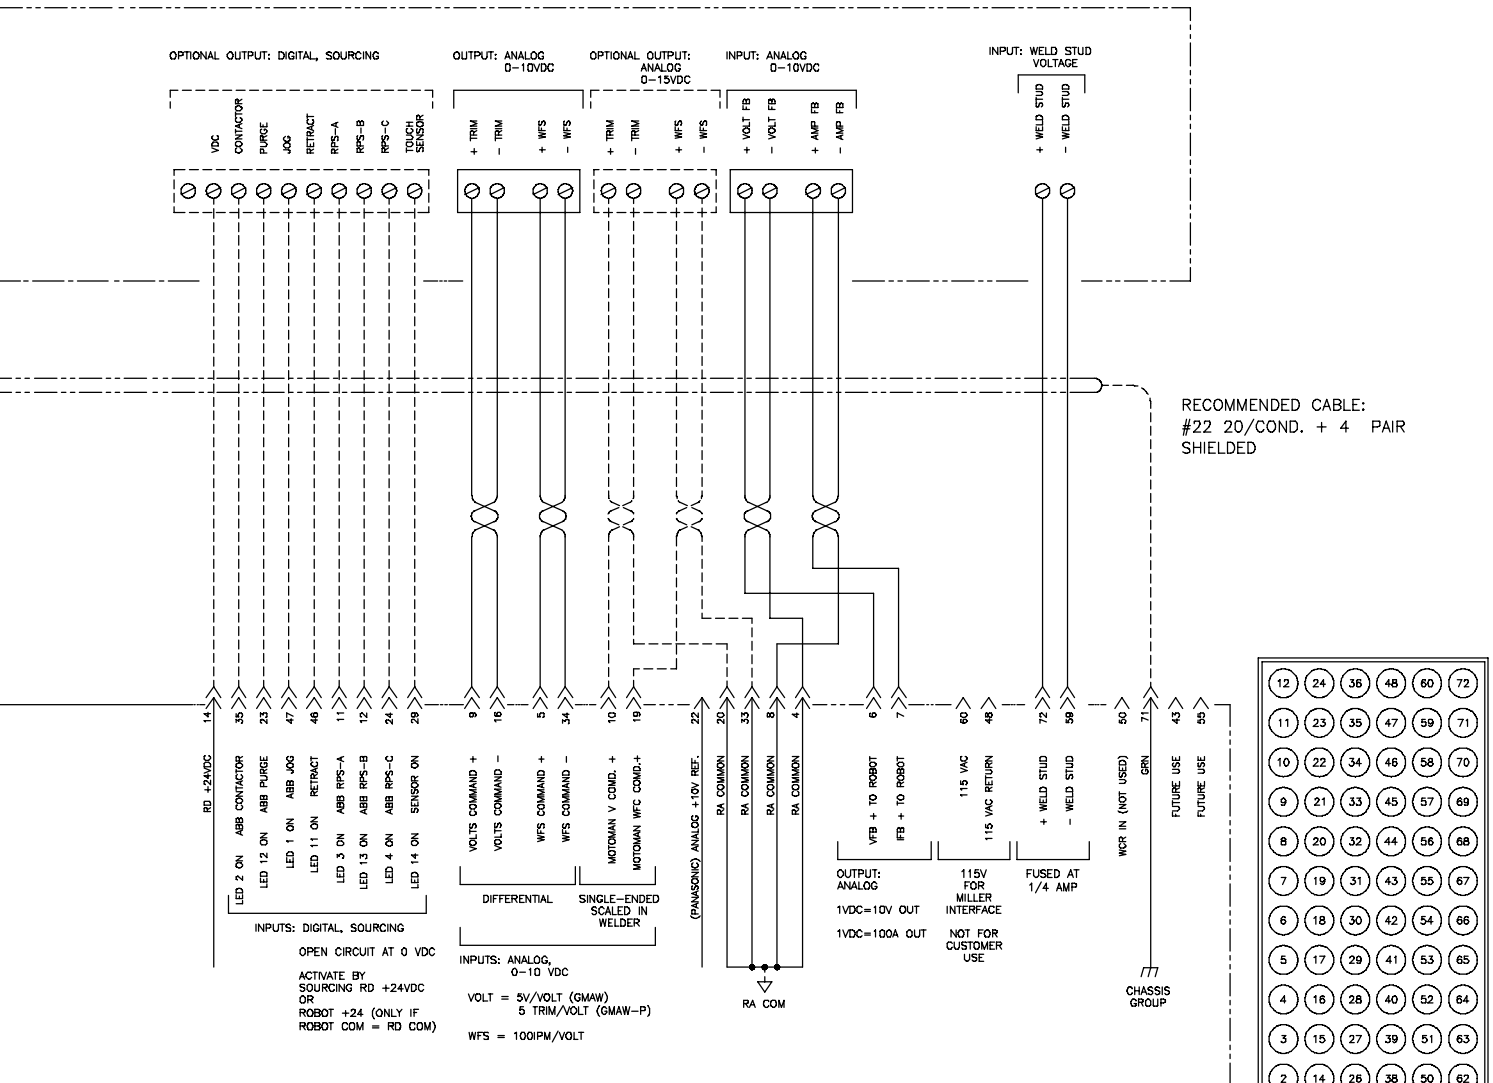 OPTIONAL OUTPUT: DIGITAL, SOURCING
OUTPUT: ANALOG
0-10VDC
OPTIONAL OUTPUT:
ANALOG
0-15VDC
INPUT: ANALOG
0-10VDC
INPUT: WELD STUD
VOLTAGE
VDC
CONTACTOR
PURGE
JOG
RETRACT
RPS-A
RPS-B
RPS-C
TOUCH
SENSOR
+ TRIM
- TRIM
+ WFS
- WFS
+ TRIM
- TRIM
+ WFS
- WFS
+ VOLT FB
- VOLT FB
+ AMP FB
- AMP FB
+ WELD STUD
- WELD STUD
RECOMMENDED CABLE:
#22 20/COND. + 4 PAIR
SHIELDED
14
35
23
47
46
11
12
24
29
9
16
5
34
10
19
22
20
33
8
4
6
7
60
48
72
59
50
71
43
55
RD +24VDC
LED 2 ON ABB CONTACTOR
LED 12 ON ABB PURGE
LED 1 ON ABB JOG
LED 11 ON RETRACT
LED 3 ON ABB RPS-A
LED 13 ON ABB RPS-B
LED 4 ON ABB RPS-C
LED 14 ON SENSOR ON
VOLTS COMMAND +
VOLTS COMMAND -
WFS COMMAND +
WFS COMMAND -
MOTOMAN V COMD. +
MOTOMAN WFC COMD.+
(PANASONIC) ANALOG +10V REF.
RA COMMON
RA COMMON
RA COMMON
RA COMMON
VFB + TO ROBOT
IFB + TO ROBOT
115 VAC
115 VAC RETURN
+ WELD STUD
- WELD STUD
WCR IN (NOT USED)
GRN
FUTURE USE
FUTURE USE
INPUTS: DIGITAL, SOURCING
OPEN CIRCUIT AT 0 VDC
ACTIVATE BY
SOURCING RD +24VDC
OR
ROBOT +24 (ONLY IF
ROBOT COM = RD COM)
DIFFERENTIAL
SINGLE-ENDED
SCALED IN
WELDER
INPUTS: ANALOG,
0-10 VDC
VOLT = 5V/VOLT (GMAW)
5 TRIM/VOLT (GMAW-P)
WFS = 100IPM/VOLT
RA COM
OUTPUT:
ANALOG
1VDC=10V OUT
1VDC=100A OUT
115V
FOR
MILLER
INTERFACE
NOT FOR
CUSTOMER
USE
FUSED AT
1/4 AMP
CHASSIS
GROUP
12 24 36 48 60 72
11 23 35 47 59 71
10 22 34 46 58 70
9 21 33 45 57 69
8 20 32 44 56 68
7 19 31 43 55 67
6 18 30 42 54 66
5 17 29 41 53 65
4 16 28 40 52 64
3 15 27 39 51 63
2 14 26 38 50 62